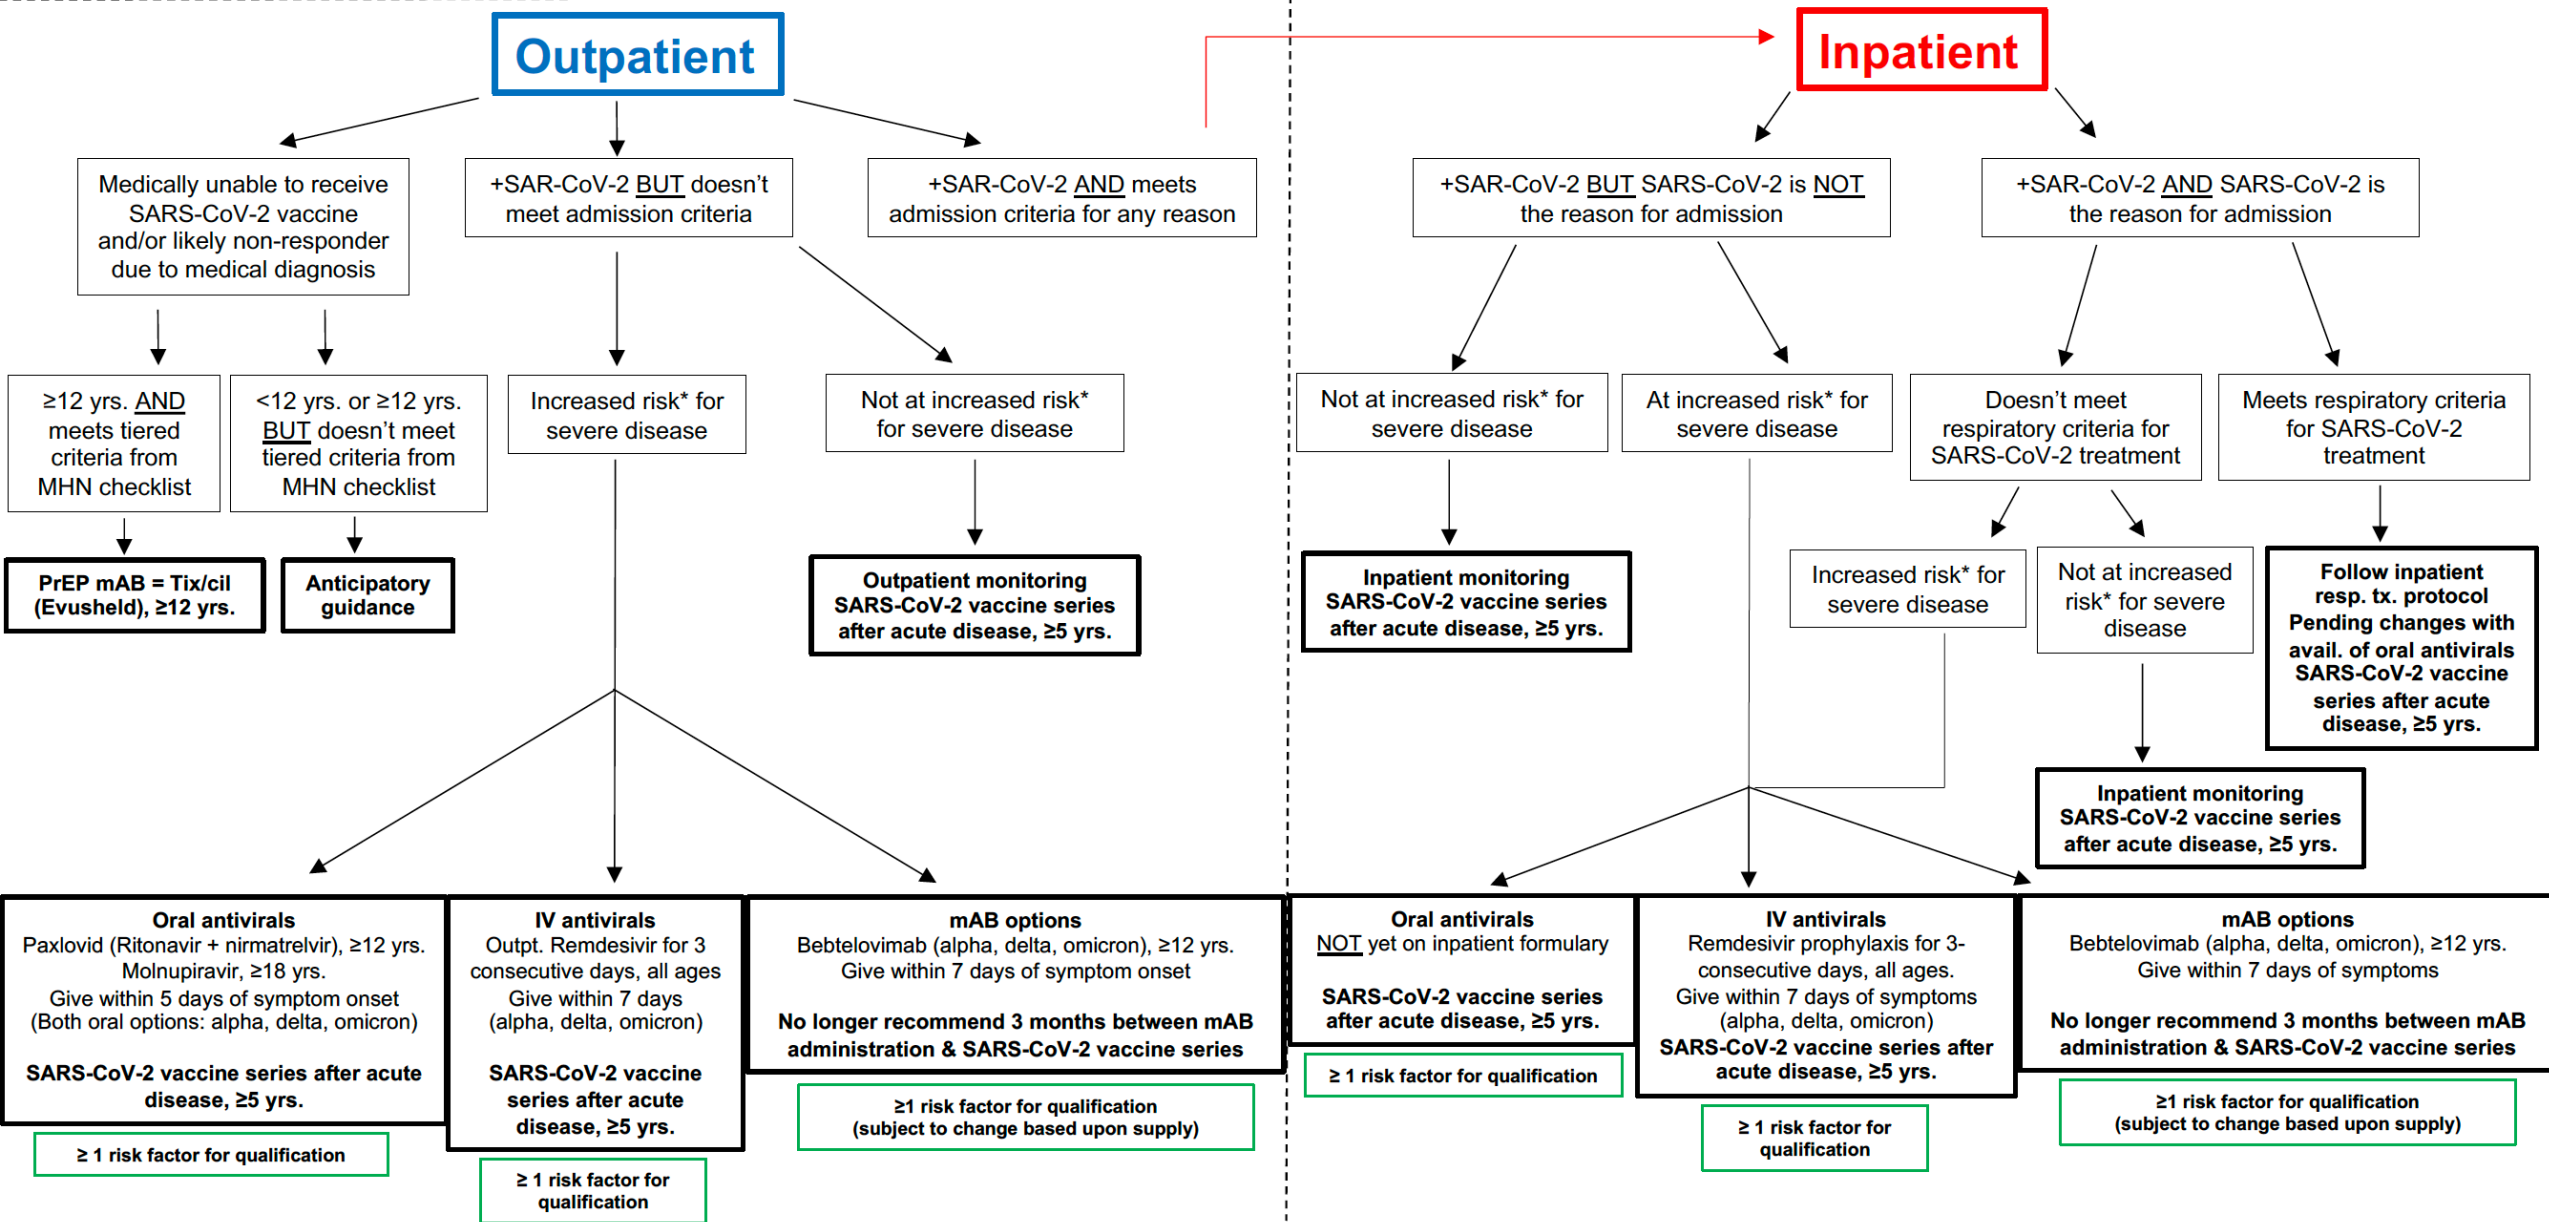 Outpatient
Inpatient
Medically unable to receive
SARS-CoV-2 vaccine
and/or likely non-responder
due to medical diagnosis
+SAR-CoV-2 BUT doesn’t
meet admission criteria
+SAR-CoV-2 AND meets
admission criteria for any reason
+SAR-CoV-2 BUT SARS-CoV-2 is NOT
the reason for admission
+SAR-CoV-2 AND SARS-CoV-2 is
the reason for admission
≥12 yrs. AND
meets tiered
criteria from
MHN checklist
<12 yrs. or ≥12 yrs.
BUT doesn’t meet
tiered criteria from
MHN checklist
Increased risk* for
severe disease
Not at increased risk*
for severe disease
Not at increased risk* for
severe disease
At increased risk* for
severe disease
Doesn’t meet
respiratory criteria for
SARS-CoV-2 treatment
Meets respiratory criteria
for SARS-CoV-2
treatment
PrEP mAB = Tix/cil
(Evusheld), ≥12 yrs.
Anticipatory
guidance
Outpatient monitoring
SARS-CoV-2 vaccine series
after acute disease, ≥5 yrs.
Inpatient monitoring
SARS-CoV-2 vaccine series
after acute disease, ≥5 yrs.
Increased risk* for
severe disease
Not at increased
risk* for severe
disease
Follow inpatient
resp. tx. protocol
Pending changes with
avail. of oral antivirals
SARS-CoV-2 vaccine
series after acute
disease, ≥5 yrs.
Inpatient monitoring
SARS-CoV-2 vaccine series
after acute disease, ≥5 yrs.
Oral antivirals
Paxlovid (Ritonavir + nirmatrelvir), ≥12 yrs.
Molnupiravir, ≥18 yrs.
Give within 5 days of symptom onset
(Both oral options: alpha, delta, omicron)
SARS-CoV-2 vaccine series after acute
disease, ≥5 yrs.
≥ 1 risk factor for qualification
IV antivirals
Outpt. Remdesivir for 3
consecutive days, all ages
Give within 7 days
(alpha, delta, omicron)
SARS-CoV-2 vaccine
series after acute
disease, ≥5 yrs.
≥ 1 risk factor for
qualification
mAB options
Bebtelovimab (alpha, delta, omicron), ≥12 yrs.
Give within 7 days of symptom onset
No longer recommend 3 months between mAB
administration & SARS-CoV-2 vaccine series
≥1 risk factor for qualification
(subject to change based upon supply)
Oral antivirals
NOT yet on inpatient formulary
SARS-CoV-2 vaccine series
after acute disease, ≥5 yrs.
≥ 1 risk factor for qualification
IV antivirals
Remdesivir prophylaxis for 3-
consecutive days, all ages.
Give within 7 days of symptoms
(alpha, delta, omicron)
SARS-CoV-2 vaccine series after
acute disease, ≥5 yrs.
≥ 1 risk factor for
qualification
mAB options
Bebtelovimab (alpha, delta, omicron), ≥12 yrs.
Give within 7 days of symptoms
No longer recommend 3 months between mAB
administration & SARS-CoV-2 vaccine series
≥1 risk factor for qualification
(subject to change based upon supply)